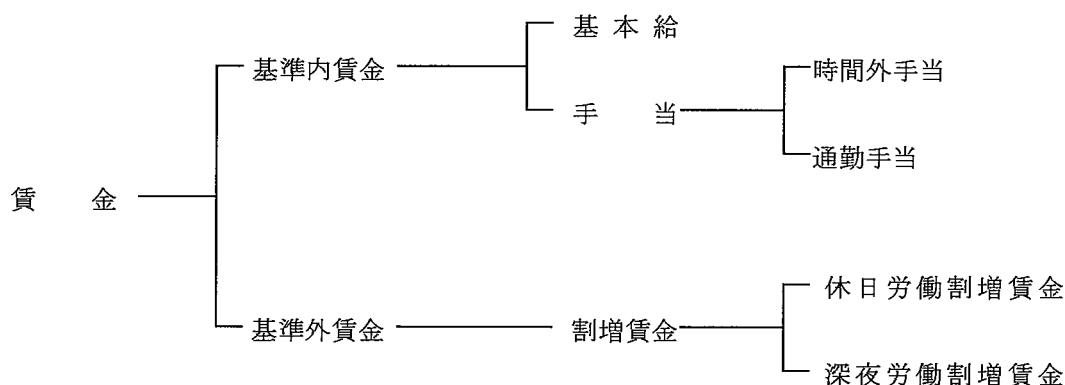 基本給
基準内賃金
時間外手当
手当
通勤手当
賃金
休日労働割増賃金
基準外賃金
割増賃金
深夜労働割増賃金